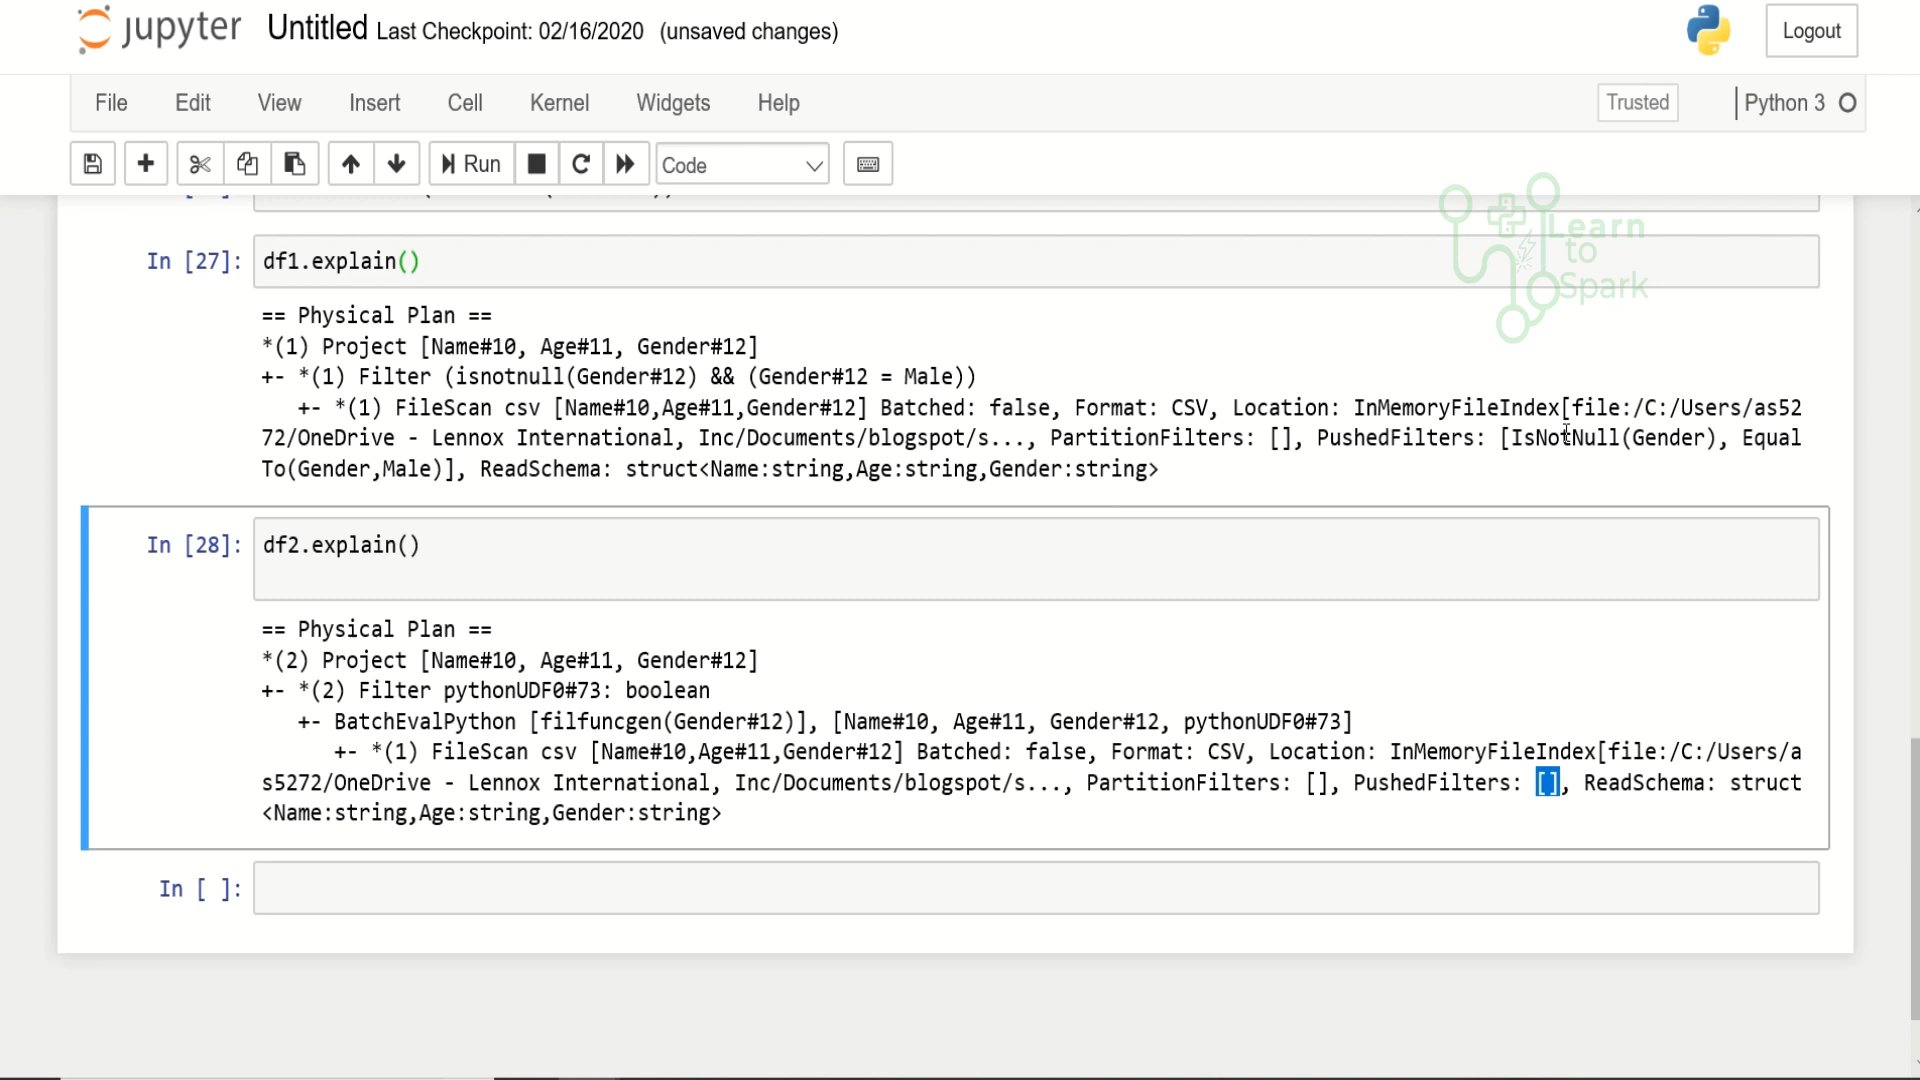 jupyter Untitled Last Checkpoint: 02/16/2020 (unsaved changes) Logout
File Edit View Insert Cell Kernel Widgets Help Trusted Python 3
Run Code
Learn
to
Spark
In [27]: df1.explain()
== Physical Plan ==
*(1) Project [Name#10, Age#11, Gender#12]
+- *(1) Filter (isnotnull(Gender#12) && (Gender#12 = Male))
+- *(1) FileScan csv [Name#10,Age#11,Gender#12] Batched: false, Format: CSV, Location: InMemoryFileIndex[file:/C:/Users/as52
72/OneDrive - Lennox International, Inc/Documents/blogspot/s..., PartitionFilters: [], PushedFilters: [IsNotNull(Gender), Equal
To(Gender,Male)], ReadSchema: struct<Name:string,Age:string,Gender:string>
In [28]: df2.explain()
== Physical Plan ==
*(2) Project [Name#10, Age#11, Gender#12]
+- *(2) Filter pythonUDF0#73: boolean
+- BatchEvalPython [filfuncgen(Gender#12)], [Name#10, Age#11, Gender#12, pythonUDF0#73]
+- *(1) FileScan csv [Name#10,Age#11,Gender#12] Batched: false, Format: CSV, Location: InMemoryFileIndex[file:/C:/Users/a
s5272/OneDrive - Lennox International, Inc/Documents/blogspot/s..., PartitionFilters: [], PushedFilters: [], ReadSchema: struct
<Name:string,Age:string,Gender:string>
In [ ]: